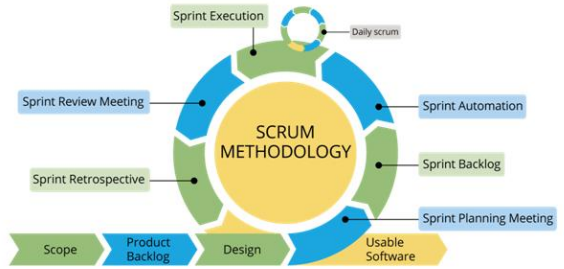 Sprint Execution
Daily scrum
Sprint Review Meeting
Sprint Automation
SCRUM
METHODOLOGY
Sprint Backlog
Sprint Retrospective
Sprint Planning Meeting
Scope
Product
Backlog
Design
Usable
Software